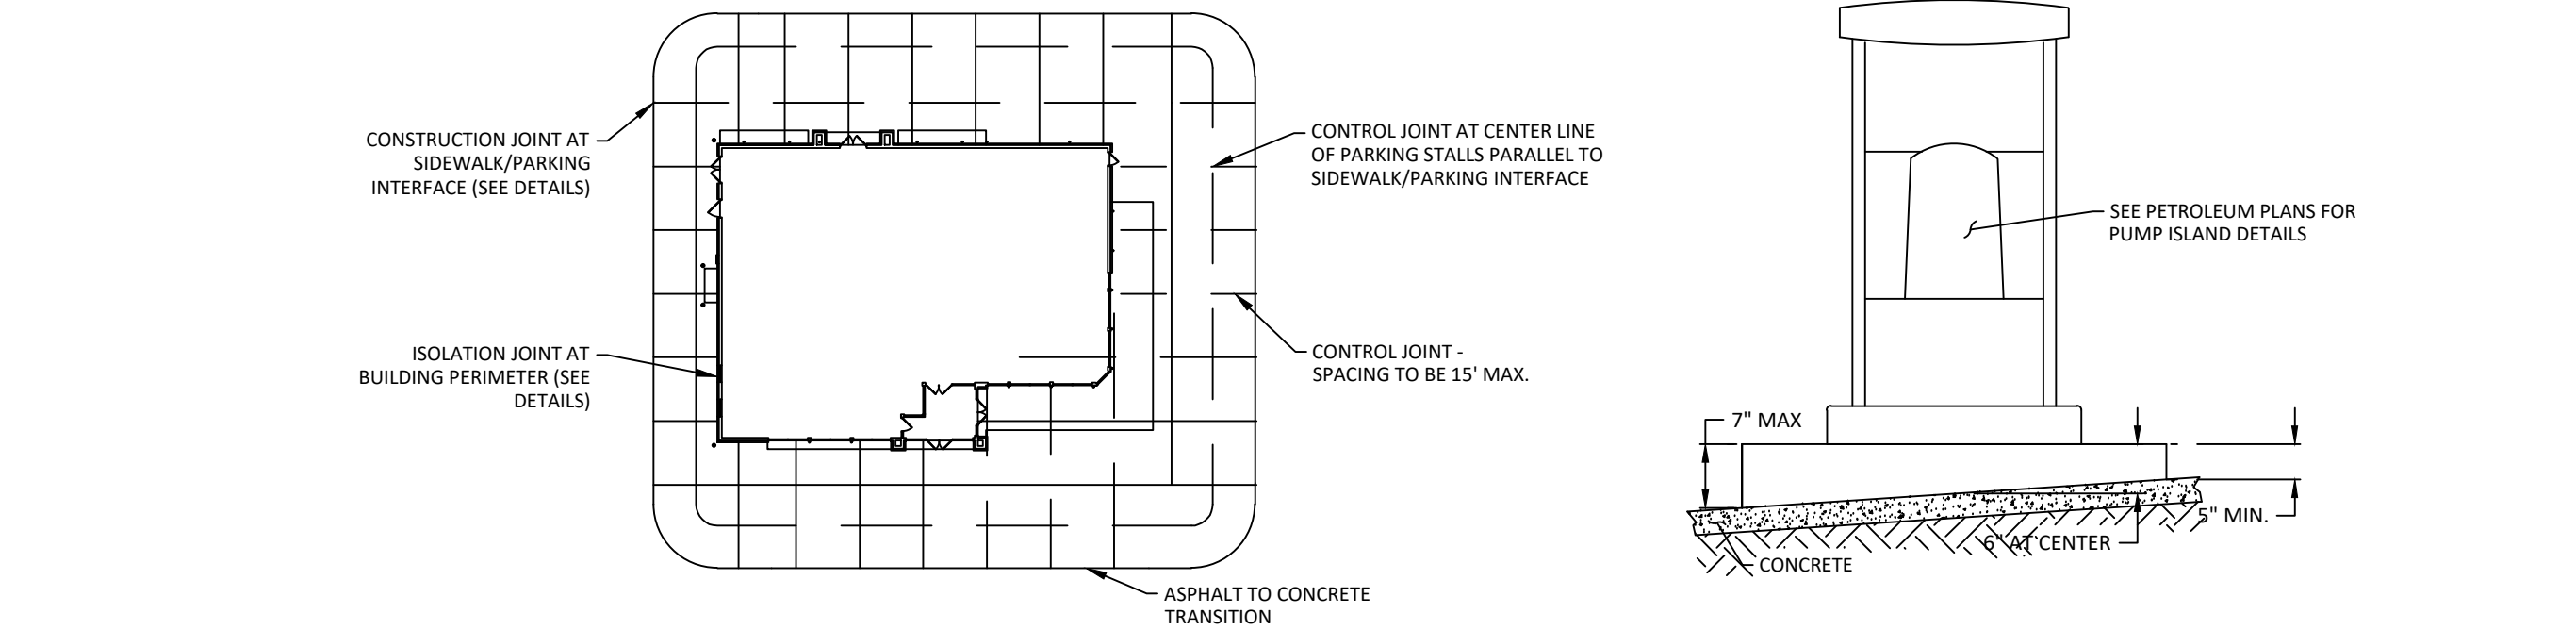 CONSTRUCTION JOINT AT
SIDEWALK/PARKING
INTERFACE (SEE DETAILS)
ISOLATION JOINT AT
BUILDING PERIMETER (SEE
DETAILS)
CONTROL JOINT AT CENTER LINE
OF PARKING STALLS PARALLEL TO
SIDEWALK/PARKING INTERFACE
CONTROL JOINT -
SPACING TO BE 15' MAX.
ASPHALT TO CONCRETE
TRANSITION
SEE PETROLEUM PLANS FOR
PUMP ISLAND DETAILS
7" MAX
5" MIN.
6" AT CENTER
CONCRETE